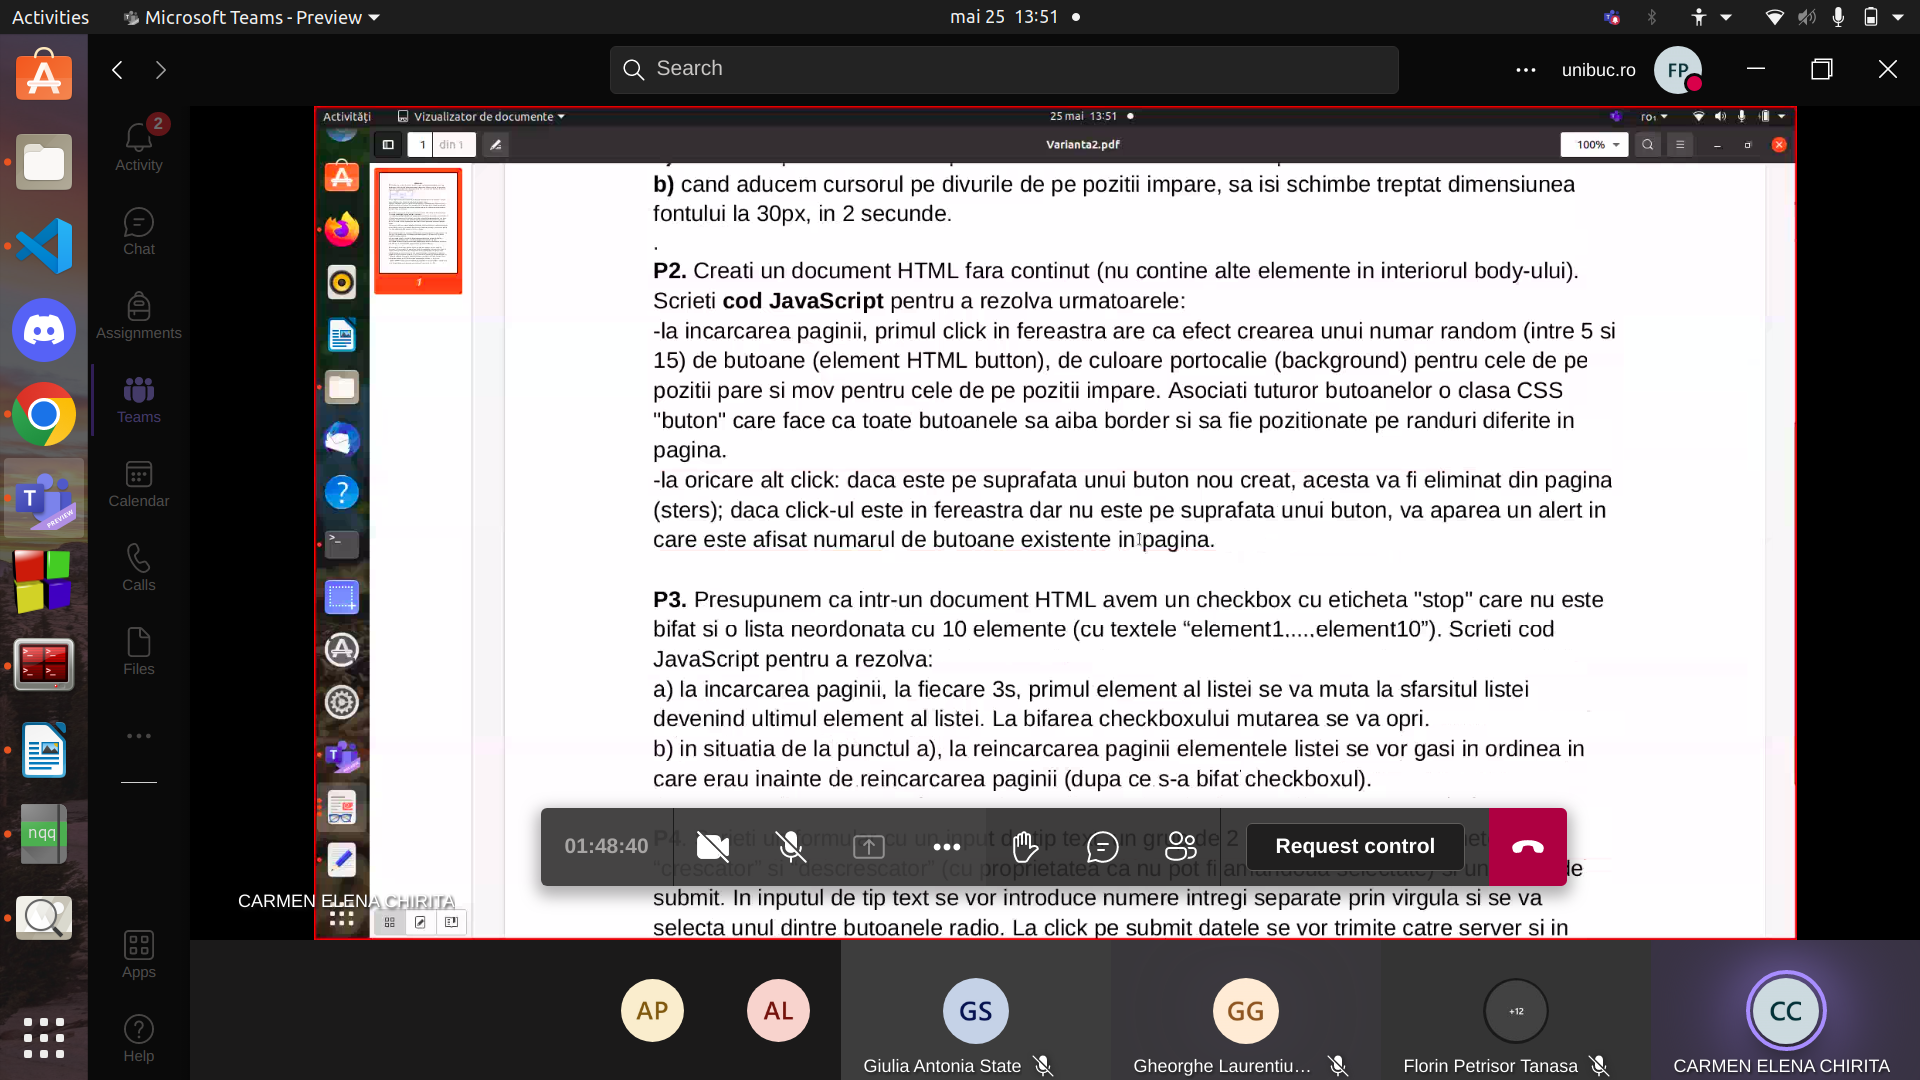 Activities
Microsoft Teams - Preview
mai 25 13:51
Search
unibuc.ro
FP
2
Activity
Chat
Assignments
Teams
Calendar
Calls
Files
Apps
Help
PREVIEW
nqq
Activități
Vizualizator de documente
25 mai 13:51
ro₁
1
din 1
Varianta2.pdf
100%
1
b) cand aducem cursorul pe divurile de pe pozitii impare, sa isi schimbe treptat dimensiunea
fontului la 30px, in 2 secunde.
.
P2. Creati un document HTML fara continut (nu contine alte elemente in interiorul body-ului).
Scrieti cod JavaScript pentru a rezolva urmatoarele:
-la incarcarea paginii, primul click in fereastra are ca efect crearea unui numar random (intre 5 si
15) de butoane (element HTML button), de culoare portocalie (background) pentru cele de pe
pozitii pare si mov pentru cele de pe pozitii impare. Asociati tuturor butoanelor o clasa CSS
"buton" care face ca toate butoanele sa aiba border si sa fie pozitionate pe randuri diferite in
pagina.
-la oricare alt click: daca este pe suprafata unui buton nou creat, acesta va fi eliminat din pagina
(sters); daca click-ul este in fereastra dar nu este pe suprafata unui buton, va aparea un alert in
care este afisat numarul de butoane existente in pagina.
P3. Presupunem ca intr-un document HTML avem un checkbox cu eticheta "stop" care nu este
bifat si o lista neordonata cu 10 elemente (cu textele “element1.....element10”). Scrieti cod
JavaScript pentru a rezolva:
a) la incarcarea paginii, la fiecare 3s, primul element al listei se va muta la sfarsitul listei
devenind ultimul element al listei. La bifarea checkboxului mutarea se va opri.
b) in situatia de la punctul a), la reincarcarea paginii elementele listei se vor gasi in ordinea in
care erau inainte de reincarcarea paginii (dupa ce s-a bifat checkboxul).
“crescator” si “descrescator” (cu proprietatea ca nu pot fi amandoua selectate) si un de
submit. In inputul de tip text se vor introduce numere intregi separate prin virgula si se va
selecta unul dintre butoanele radio. La click pe submit datele se vor trimite catre server si in
01:48:40
Request control
CARMEN ELENA CHIRITA
AP
AL
GS
Giulia Antonia State
GG
Gheorghe Laurentiu...
+12
Florin Petrisor Tanasa
CC
CARMEN ELENA CHIRITA